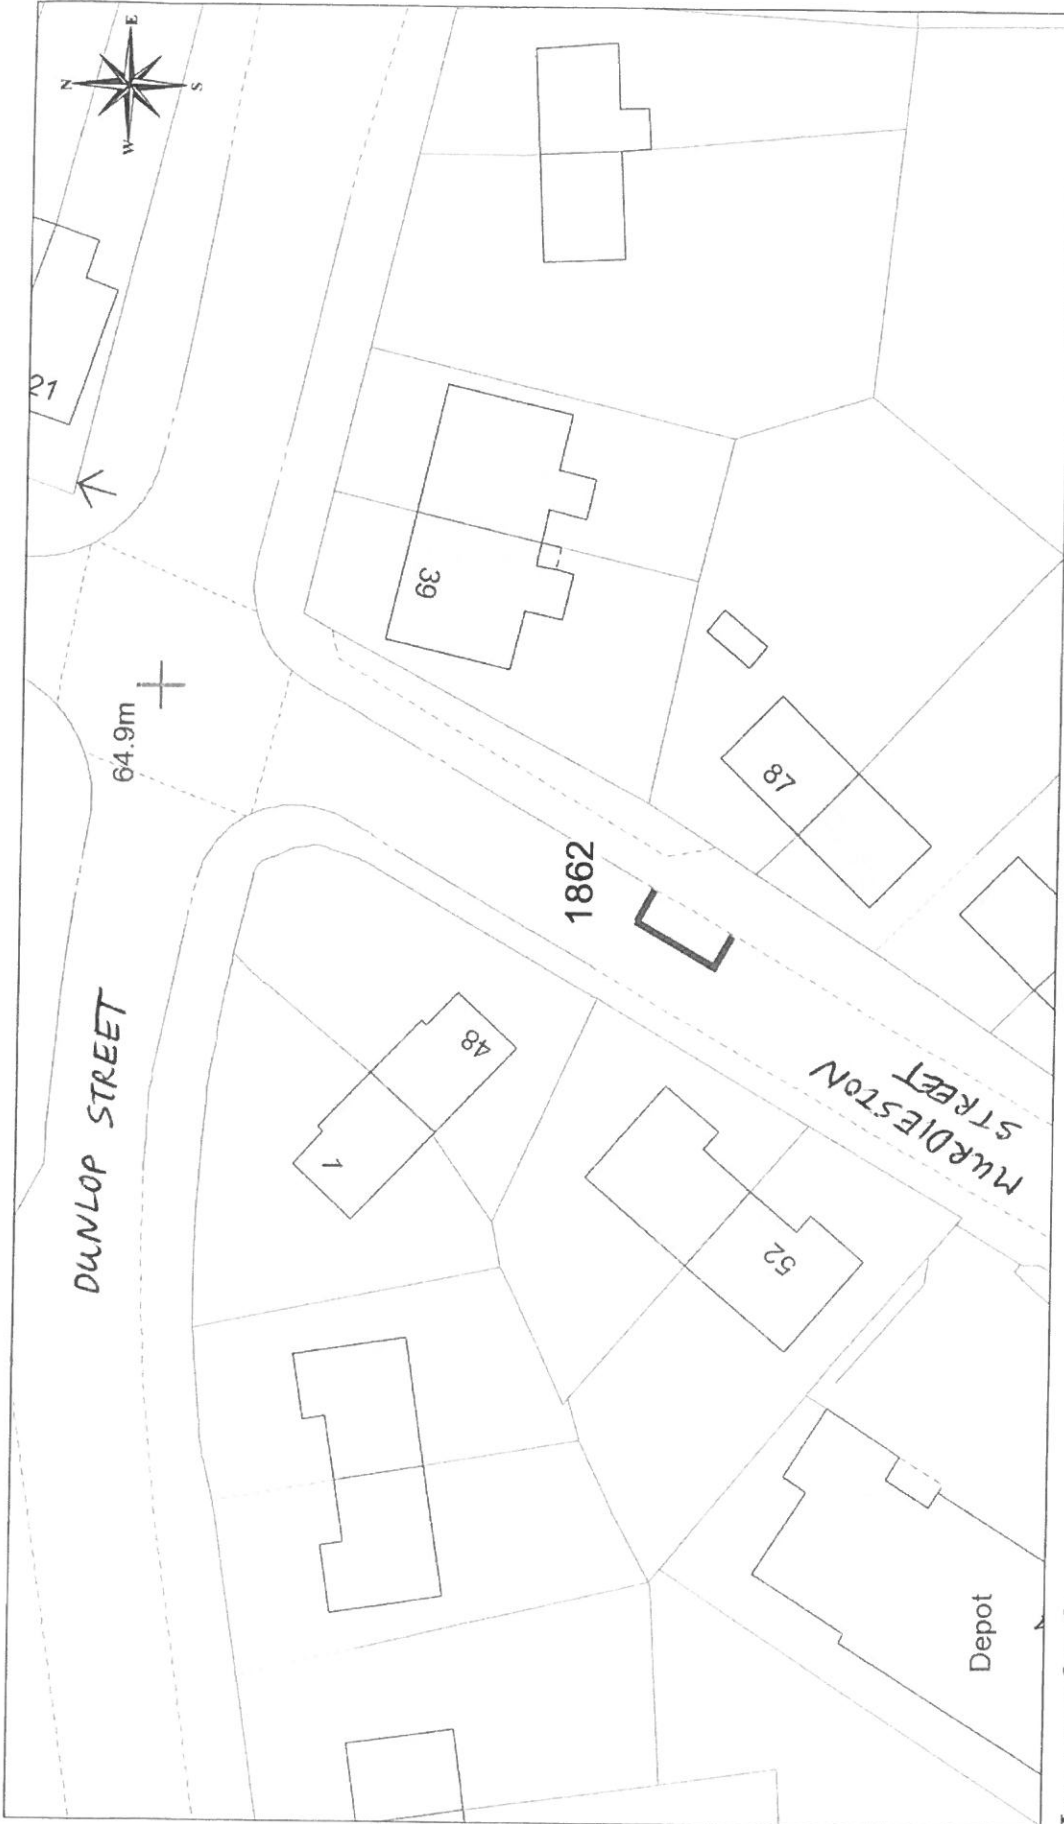 N
E
S
W
21
64.9m
39
DUNLOP STREET
1862
87
48
1
MURDIESTON
STREET
52
Depot